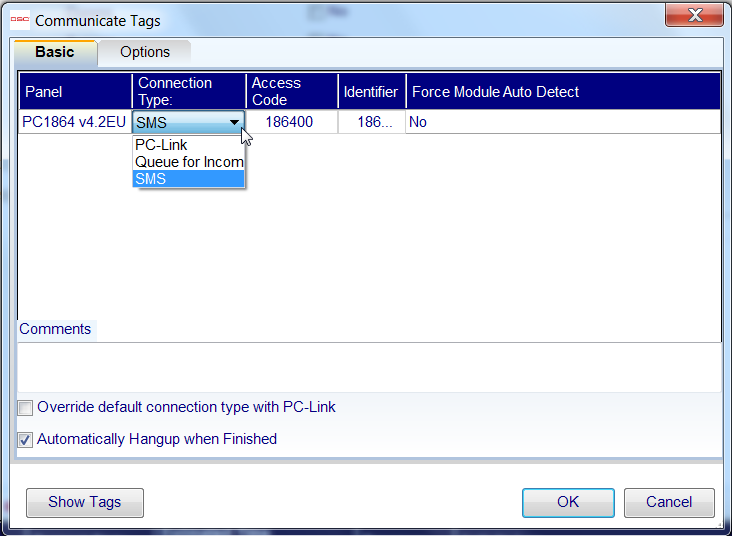 DSC Communicate Tags
Basic Options
Panel Connection Type: Access Code Identifier Force Module Auto Detect
PC1864 v4.2EU SMS 186400 186... No
PC-Link
Queue for Incom
SMS
Comments
Override default connection type with PC-Link
Automatically Hangup when Finished
Show Tags OK Cancel